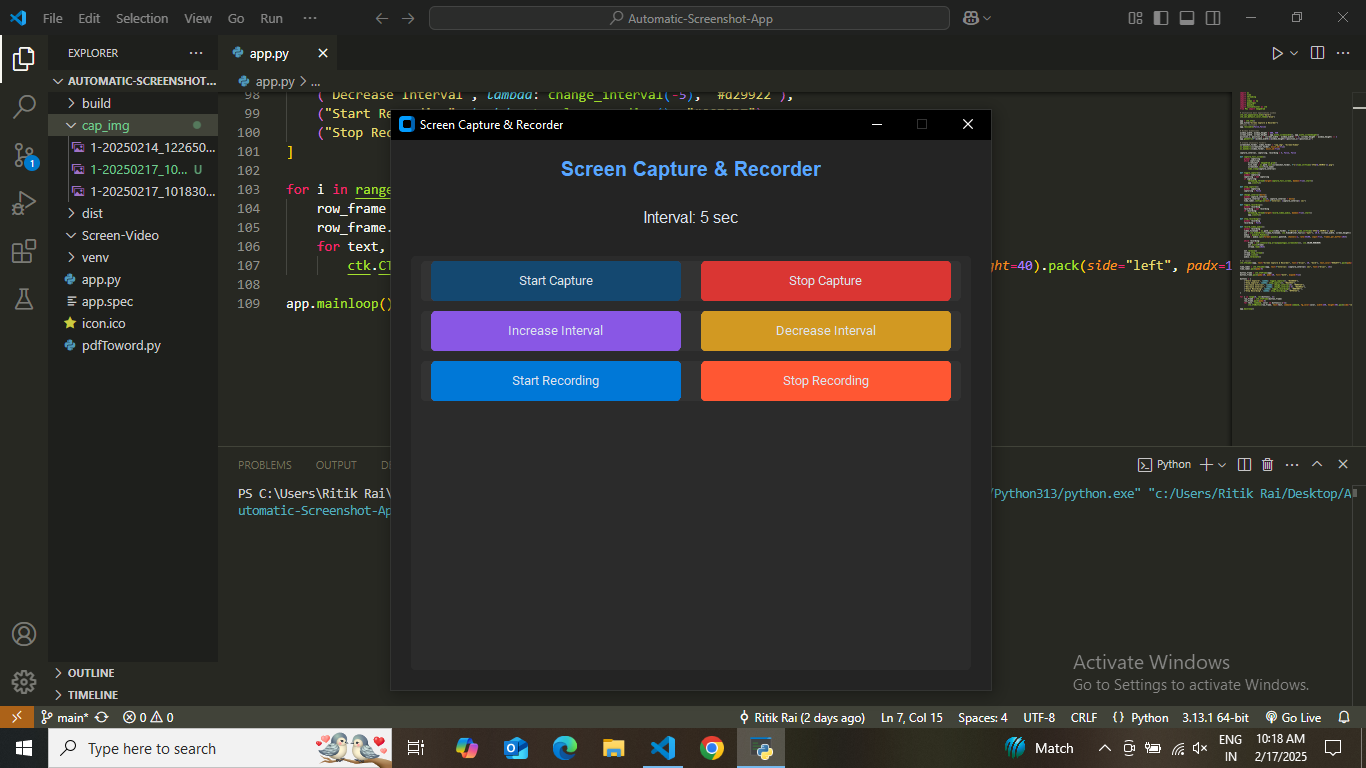 File Edit Selection View Go Run ··· Automatic-Screenshot-App
EXPLORER ···
AUTOMATIC-SCREENSHOT...
build
cap_img
1-20250214_122650...
1-20250217_10... U
1-20250217_101830...
dist
Screen-Video
venv
app.py
app.spec
icon.ico
pdfToword.py
OUTLINE
TIMELINE
1
app.py
app.py > ...
98 ("Decrease Interval", lambda: change_interval(-5), "#d29922"),
99 ("Start Re
100 ("Stop Rec
101 ]
102
103 for i in range
104 row_frame
105 row_frame.
106 for text,
107 ctk.CT ght=40).pack(side="left", padx=1
108
109 app.mainloop()
Screen Capture & Recorder
Screen Capture & Recorder
Interval: 5 sec
Start Capture Stop Capture
Increase Interval Decrease Interval
Start Recording Stop Recording
PROBLEMS OUTPUT DE Python
PS C:\Users\Ritik Rai\ /Python313/python.exe" "c:/Users/Ritik Rai/Desktop/A
utomatic-Screenshot-Ap
Activate Windows
Go to Settings to activate Windows.
main* 0 0 Ritik Rai (2 days ago) Ln 7, Col 15 Spaces: 4 UTF-8 CRLF {} Python 3.13.1 64-bit Go Live
Type here to search Match ENG IN 10:18 AM 2/17/2025